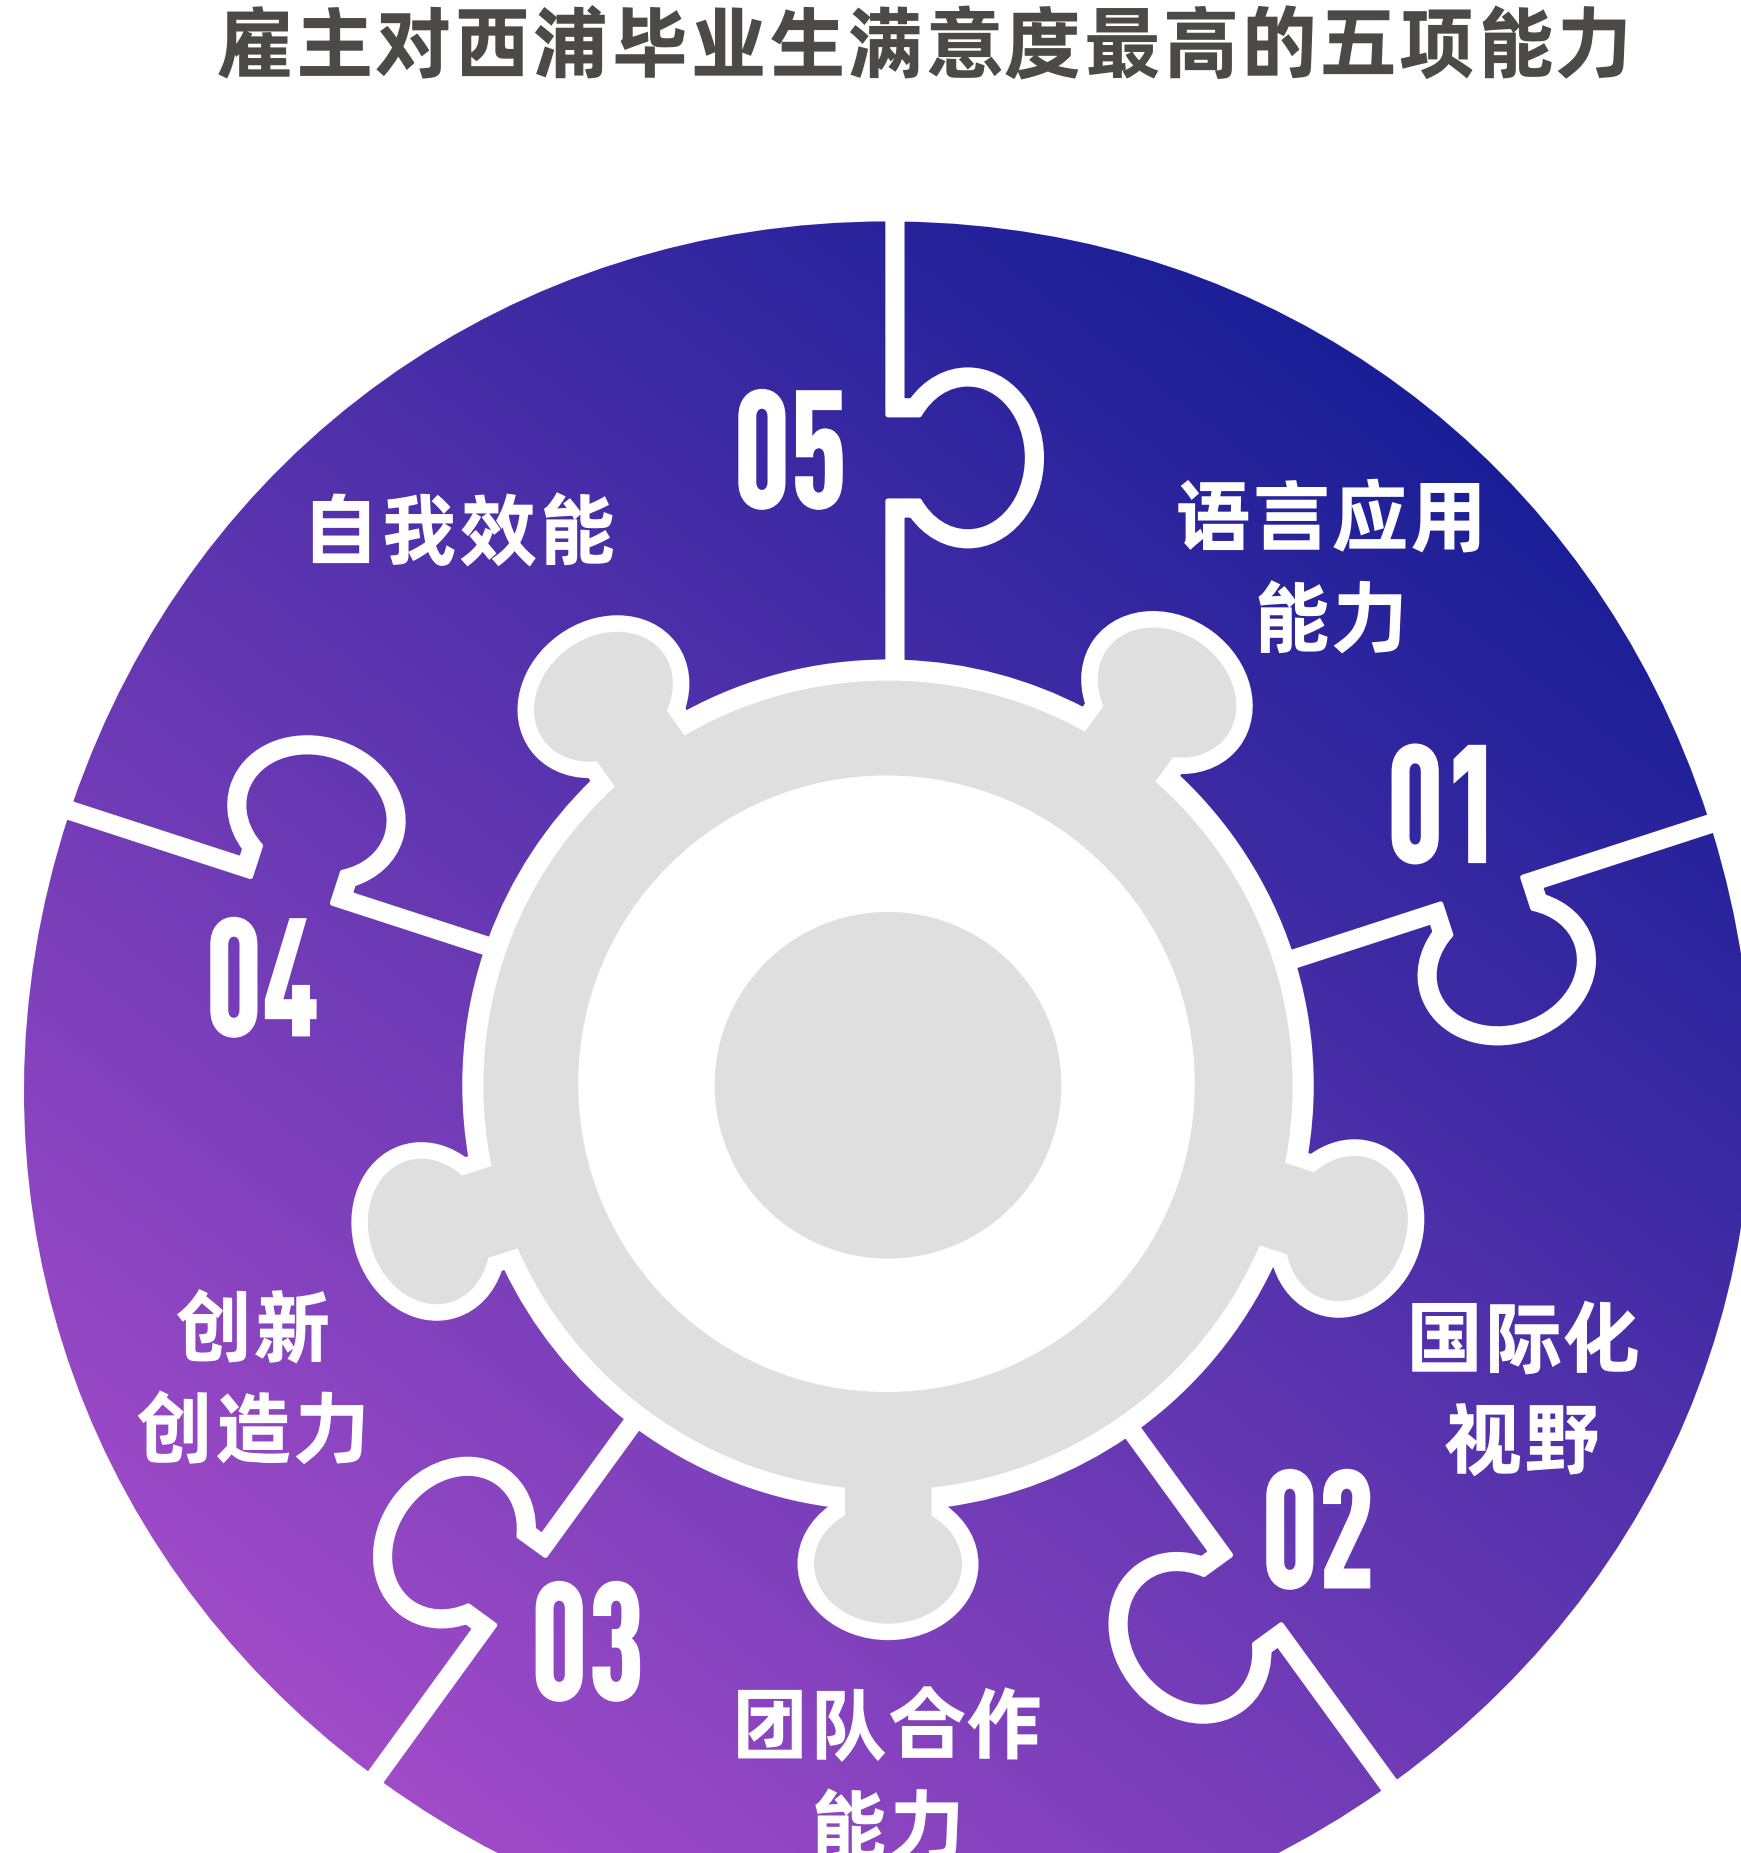 雇主对西浦毕业生满意度最高的五项能力
05
自我效能
语言应用
能力
01
04
创新
创造力
国际化
视野
02
03
团队合作
能力